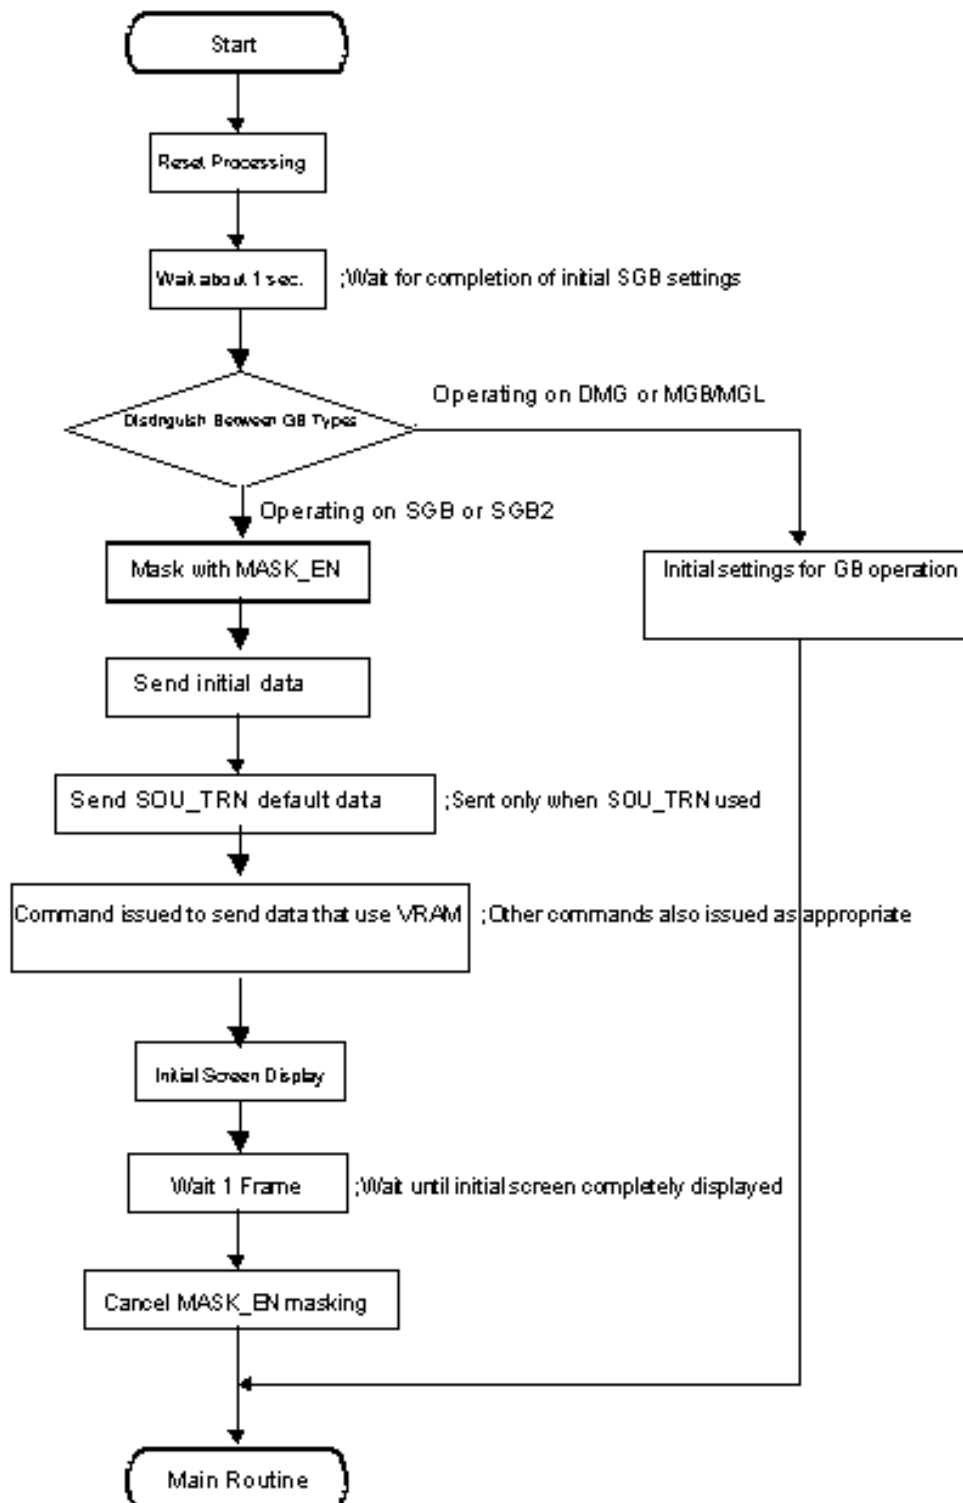 Start
Reset Processing
Wait about 1 sec. ;Wait for completion of initial SGB settings
Operating on DMG or MGB/MGL
Distinguish Between GB Types
Operating on SGB or SGB2
Mask with MASK_EN
Initial settings for GB operation
Send initial data
Send SOU_TRN default data ;Sent only when SOU_TRN used
Command issued to send data that use VRAM ;Other commands also issued as appropriate
Initial Screen Display
Wait 1 Frame ;Wait until initial screen completely displayed
Cancel MASK_EN masking
Main Routine